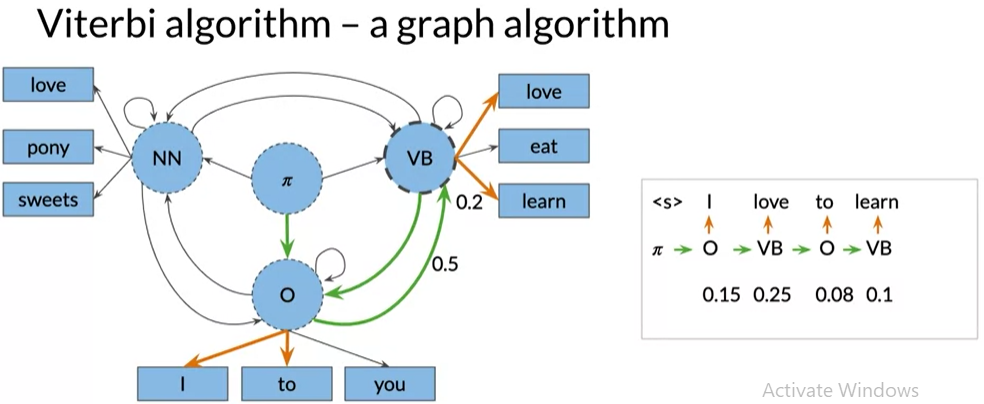 Viterbi algorithm – a graph algorithm
love
love
pony
NN
VB
eat
π
sweets
0.2
learn
<s> I love to learn
π O VB O VB
0.5
O
0.15 0.25 0.08 0.1
I
to
you
Activate Windows